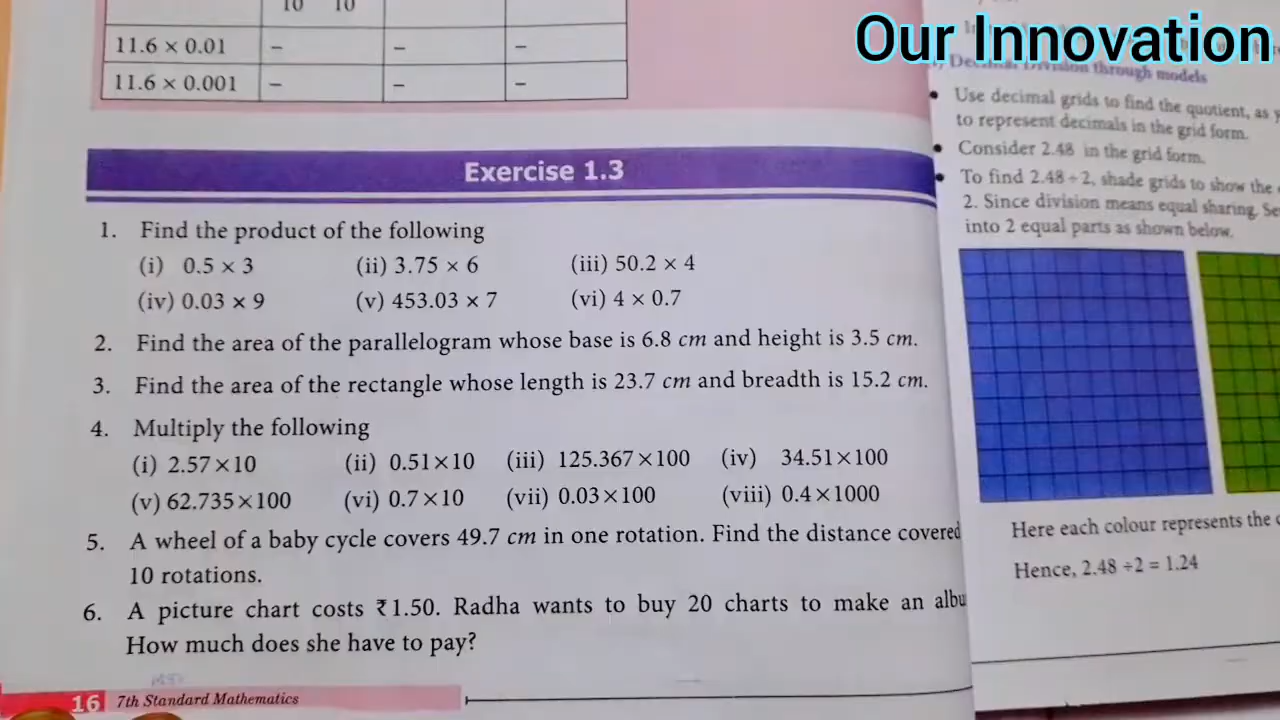 Our Innovation
10 10
11.6 × 0.01 – – –
11.6 × 0.001 – – –
Exercise 1.3
1. Find the product of the following
(i) 0.5 × 3 (ii) 3.75 × 6 (iii) 50.2 × 4
(iv) 0.03 × 9 (v) 453.03 × 7 (vi) 4 × 0.7
2. Find the area of the parallelogram whose base is 6.8 cm and height is 3.5 cm.
3. Find the area of the rectangle whose length is 23.7 cm and breadth is 15.2 cm.
4. Multiply the following
(i) 2.57×10 (ii) 0.51×10 (iii) 125.367×100 (iv) 34.51×100
(v) 62.735×100 (vi) 0.7×10 (vii) 0.03×100 (viii) 0.4×1000
5. A wheel of a baby cycle covers 49.7 cm in one rotation. Find the distance covered
10 rotations.
6. A picture chart costs ₹1.50. Radha wants to buy 20 charts to make an albu
How much does she have to pay?
16 7th Standard Mathematics
Decimal Division through models
• Use decimal grids to find the quotient, as
to represent decimals in the grid form.
• Consider 2.48 in the grid form.
• To find 2.48÷2, shade grids to show the
2. Since division means equal sharing.
into 2 equal parts as shown below.
Here each colour represents the
Hence, 2.48 ÷2 = 1.24